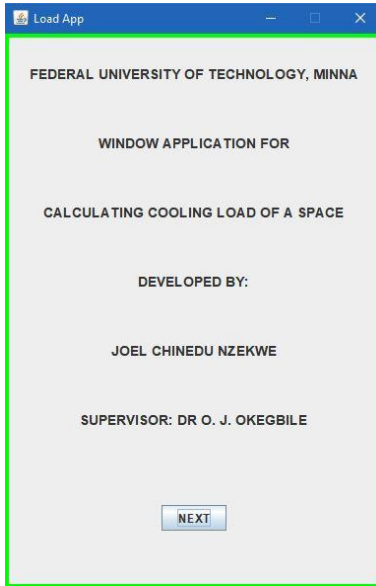 Load App
FEDERAL UNIVERSITY OF TECHNOLOGY, MINNA
WINDOW APPLICATION FOR
CALCULATING COOLING LOAD OF A SPACE
DEVELOPED BY:
JOEL CHINEDU NZEKWE
SUPERVISOR: DR O. J. OKEGBILE
NEXT